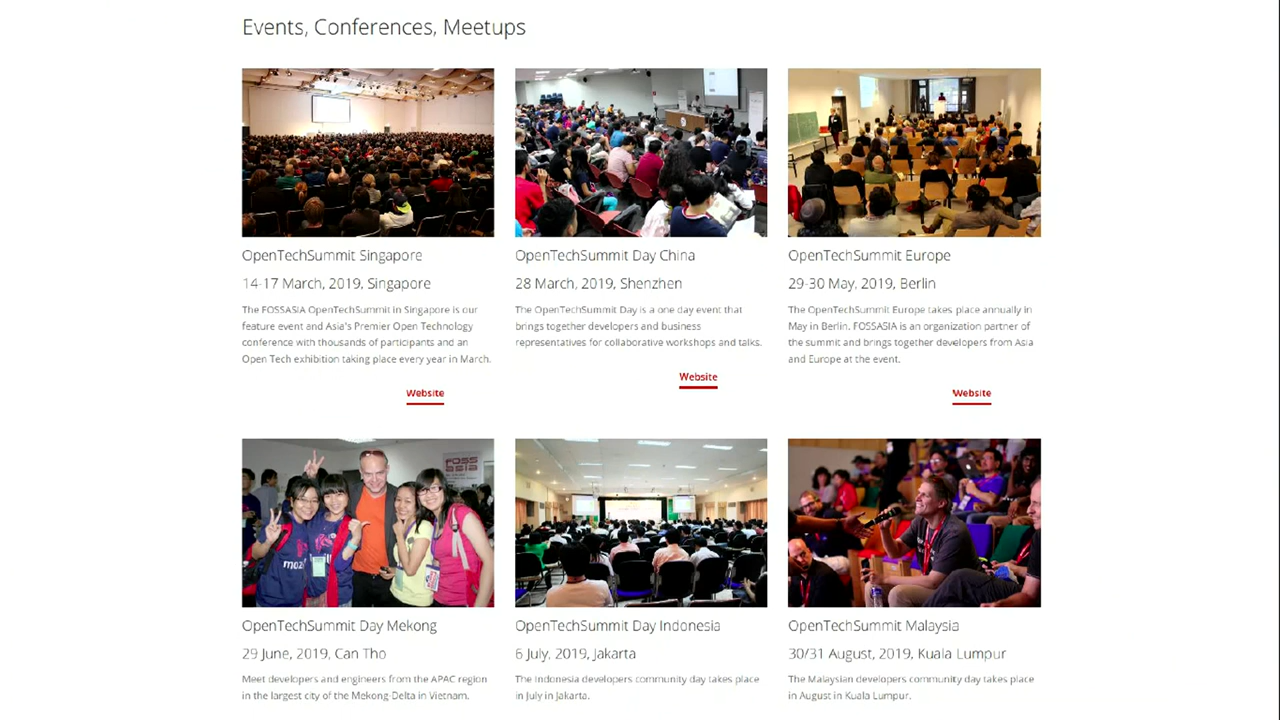 Events, Conferences, Meetups
OpenTechSummit Singapore
14-17 March, 2019, Singapore
The FOSSASIA OpenTechSummit in Singapore is our
feature event and Asia's Premier Open Technology
conference with thousands of participants and an
Open Tech exhibition taking place every year in March.
Website
OpenTechSummit Day China
28 March, 2019, Shenzhen
The OpenTechSummit Day is a one day event that
brings together developers and business
representatives for collaborative workshops and talks.
Website
OpenTechSummit Europe
29-30 May, 2019, Berlin
The OpenTechSummit Europe takes place annually in
May in Berlin. FOSSASIA is an organization partner of
the summit and brings together developers from Asia
and Europe at the event.
Website
FOSS
ASIA
moz
OpenTechSummit Day Mekong
29 June, 2019, Can Tho
Meet developers and engineers from the APAC region
in the largest city of the Mekong-Delta in Vietnam.
OpenTechSummit Day Indonesia
6 July, 2019, Jakarta
The Indonesia developers community day takes place
in July in Jakarta.
OpenTechSummit Malaysia
30/31 August, 2019, Kuala Lumpur
The Malaysian developers community day takes place
in August in Kuala Lumpur.